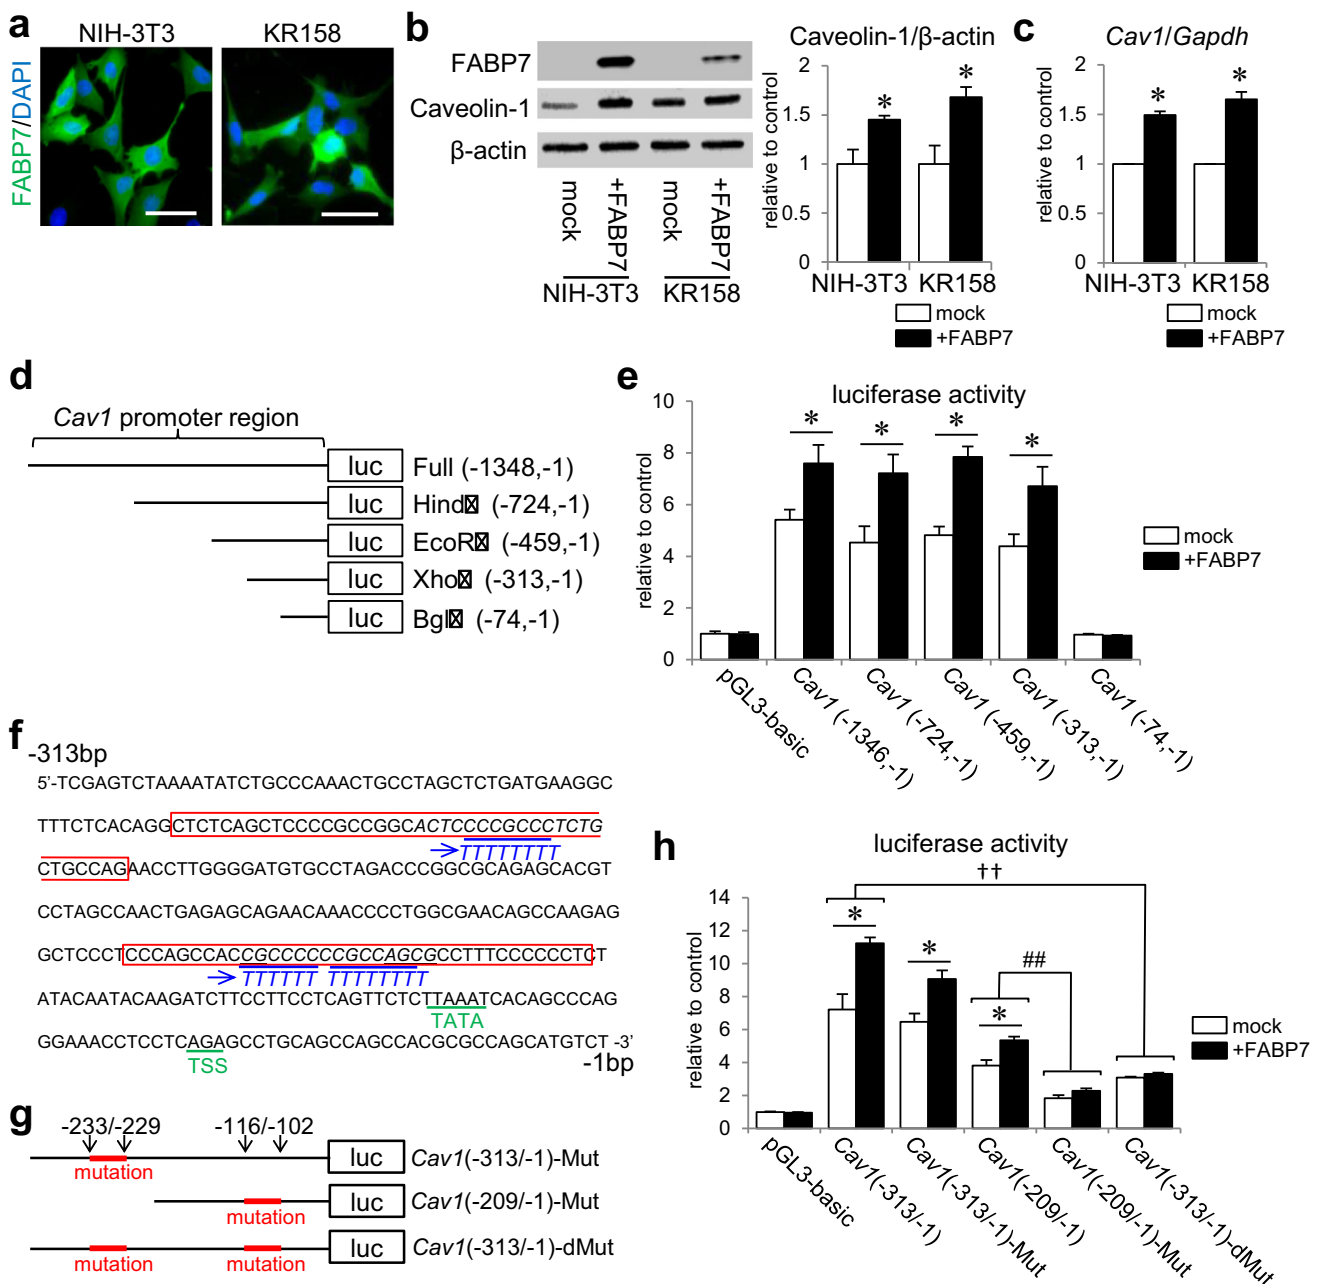 a
NIH-3T3
KR158
FABP7/DAPI
b
FABP7
Caveolin-1
β-actin
mock
+FABP7
mock
+FABP7
NIH-3T3
KR158
Caveolin-1/β-actin
relative to control
2
1.5
1
0.5
0
*
*
NIH-3T3
KR158
mock
+FABP7
c
Cav1/Gapdh
relative to control
2
1.5
1
0.5
0
*
*
NIH-3T3
KR158
mock
+FABP7
d
Cav1 promoter region
luc Full (-1348,-1)
luc Hind (-724,-1)
luc EcoR (-459,-1)
luc Xho (-313,-1)
luc Bgl (-74,-1)
e
luciferase activity
relative to control
10
8
6
4
2
0
*
*
*
*
pGL3-basic
Cav1 (-1346,-1)
Cav1 (-724,-1)
Cav1 (-459,-1)
Cav1 (-313,-1)
Cav1 (-74,-1)
mock
+FABP7
f
-313bp
5'-TCGAGTCTAAAATATCTGCCCAAACTGCCTAGCTCTGATGAAGGC
TTTCTCACAGGCTCTCAGCTCCCCGCCGGCACTCCCCCGCCCTCTG
TTTTTTTT
CTGCCAGAACCTTGGGGATGTGCCTAGACCCGGCGCAGAGCACGT
CCTAGCCAACTGAGAGCAGAACAAACCCCTGGCGAACAGCCAAGAG
GCTCCCTCCCAGCCACCGCCCCCCGCCAGCGCCTTTCCCCCCTCT
TTTTTT TTTTTTTT
ATACAATACAAGATCTTCCTTCCTCAGTTCTCTTAAATCACAGCCCAG
TATA
GGAAACCTCCTCAGAGCCTGCAGCCAGCCACGCGCCAGCATGTCT -3'
TSS
-1bp
g
-233/-229
-116/-102
luc Cav1(-313/-1)-Mut
mutation
luc Cav1(-209/-1)-Mut
mutation
luc Cav1(-313/-1)-dMut
mutation
mutation
h
luciferase activity
relative to control
14
12
10
8
6
4
2
0
††
*
*
##
*
pGL3-basic
Cav1(-313/-1)
Cav1(-313/-1)-Mut
Cav1(-209/-1)
Cav1(-209/-1)-Mut
Cav1(-313/-1)-dMut
mock
+FABP7